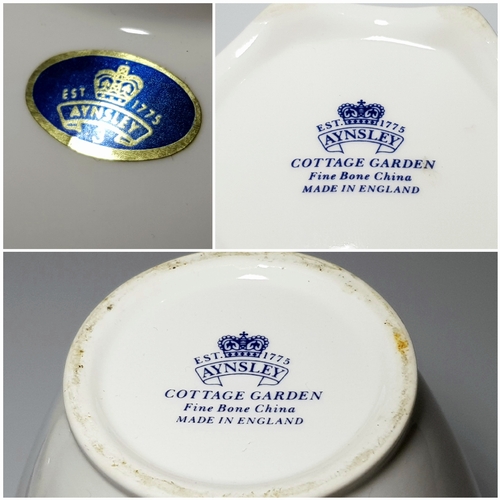 EST. 1775
AYNSLEY
EST. 1775
AYNSLEY
COTTAGE GARDEN
Fine Bone China
MADE IN ENGLAND
EST. 1775
AYNSLEY
COTTAGE GARDEN
Fine Bone China
MADE IN ENGLAND